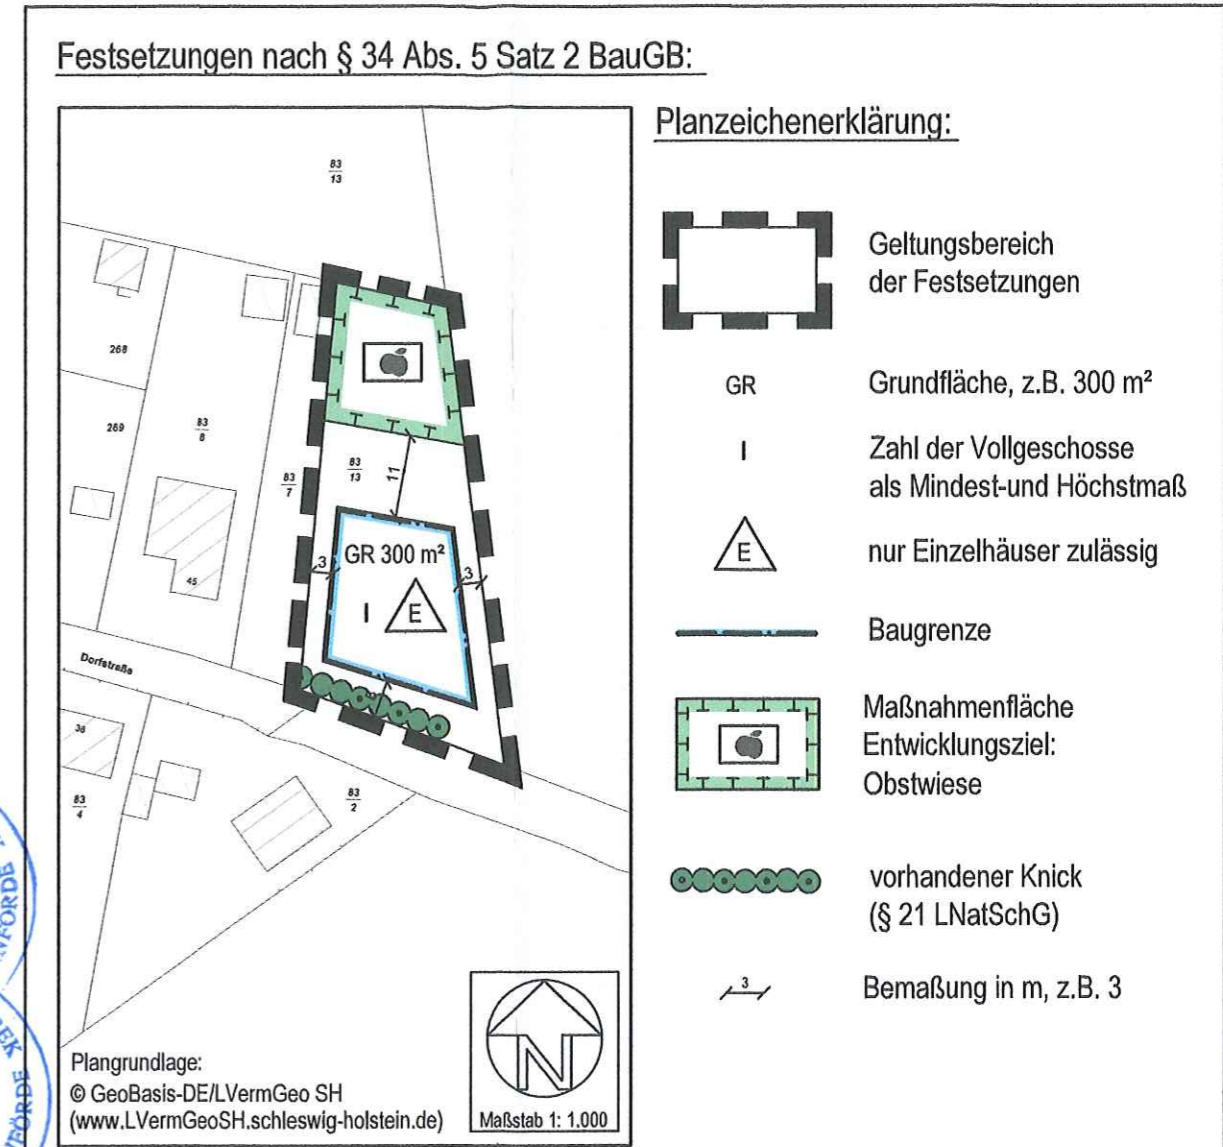 Festsetzungen nach § 34 Abs. 5 Satz 2 BauGB:
83
13
268
269
83
8
83
7
83
13
11
GR 300 m²
3
3
I
E
45
Dorfstraße
38
83
4
83
2
Plangrundlage:
© GeoBasis-DE/LVermGeo SH
(www.LVermGeoSH.schleswig-holstein.de)
N
Maßstab 1: 1.000
Planzeichenerklärung:
Geltungsbereich
der Festsetzungen
GR
Grundfläche, z.B. 300 m²
I
Zahl der Vollgeschosse
als Mindest-und Höchstmaß
E
nur Einzelhäuser zulässig
Baugrenze
Maßnahmenfläche
Entwicklungsziel:
Obstwiese
vorhandener Knick
(§ 21 LNatSchG)
3
Bemaßung in m, z.B. 3